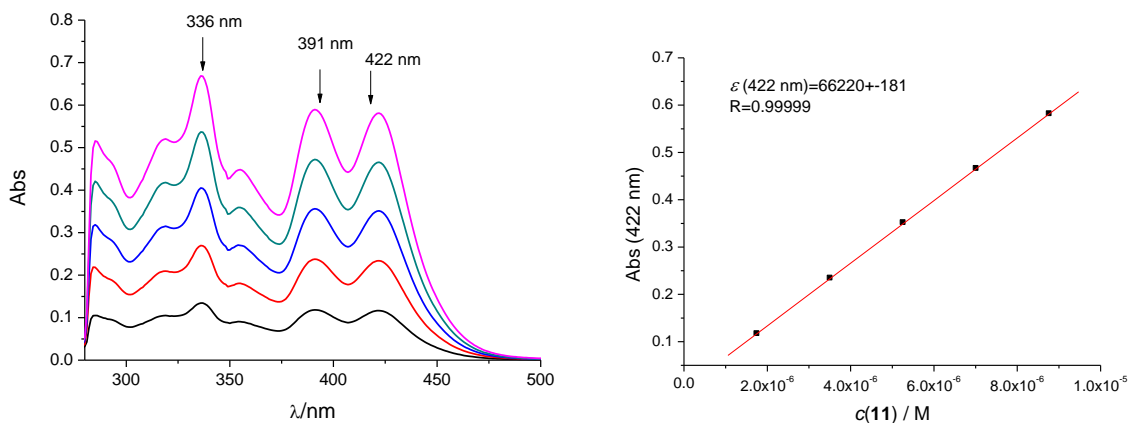 336 nm
391 nm
422 nm
0.8
0.7
0.6
0.5
0.4
0.3
0.2
0.1
0.0
Abs
300
350
400
450
500
λ/nm
ε (422 nm)=66220+-181
R=0.99999
0.7
0.6
0.5
0.4
0.3
0.2
0.1
Abs (422 nm)
0.0
2.0x10⁻⁶
4.0x10⁻⁶
6.0x10⁻⁶
8.0x10⁻⁶
1.0x10⁻⁵
c(11) / M